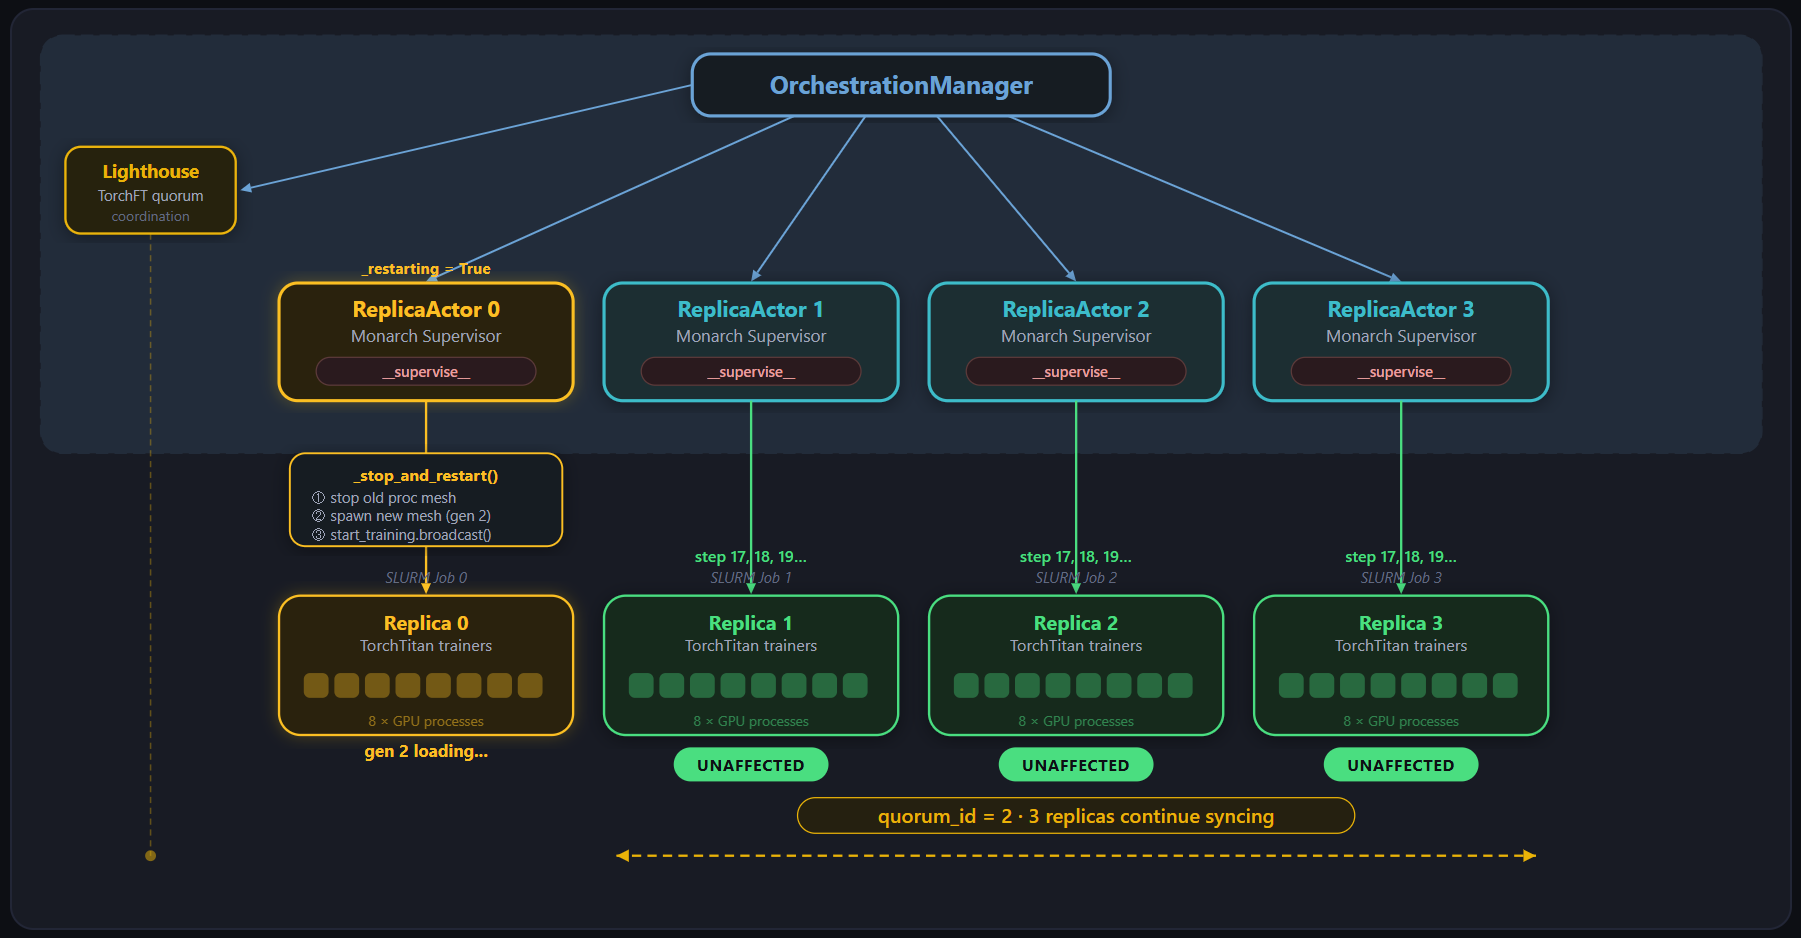 OrchestrationManager
Lighthouse
TorchFT quorum
coordination
_restarting = True
ReplicaActor 0
Monarch Supervisor
__supervise__
ReplicaActor 1
Monarch Supervisor
__supervise__
ReplicaActor 2
Monarch Supervisor
__supervise__
ReplicaActor 3
Monarch Supervisor
__supervise__
_stop_and_restart()
① stop old proc mesh
② spawn new mesh (gen 2)
③ start_training.broadcast()
SLURM Job 0
step 17, 18, 19...
SLURM Job 1
step 17, 18, 19...
SLURM Job 2
step 17, 18, 19...
SLURM Job 3
Replica 0
TorchTitan trainers
8 × GPU processes
gen 2 loading...
Replica 1
TorchTitan trainers
8 × GPU processes
UNAFFECTED
Replica 2
TorchTitan trainers
8 × GPU processes
UNAFFECTED
Replica 3
TorchTitan trainers
8 × GPU processes
UNAFFECTED
quorum_id = 2 · 3 replicas continue syncing